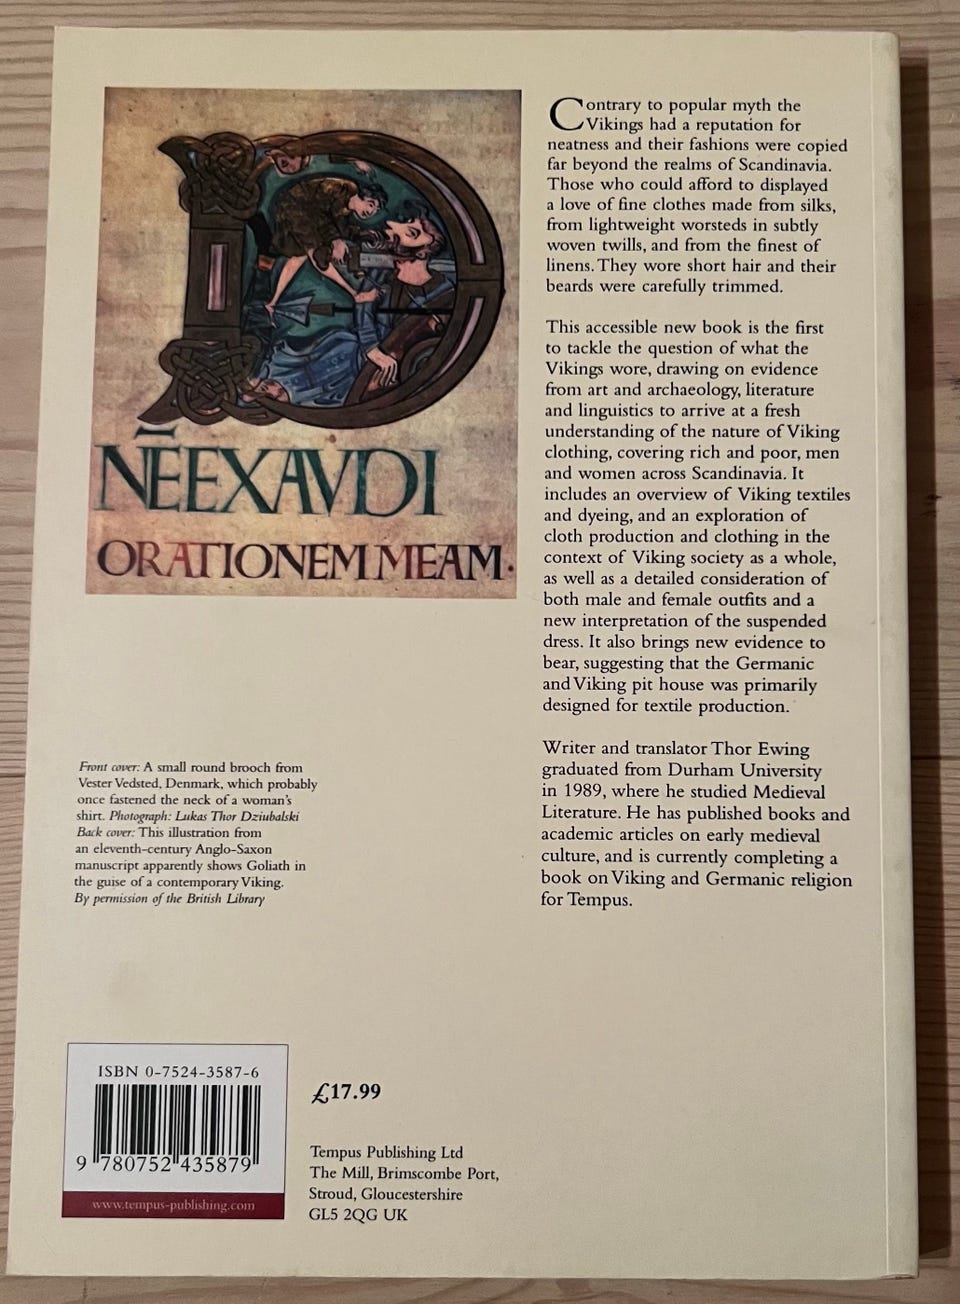 NĒEXAVDI
ORATIONEM MEAM·
Contrary to popular myth the
Vikings had a reputation for
neatness and their fashions were copied
far beyond the realms of Scandinavia.
Those who could afford to displayed
a love of fine clothes made from silks,
from lightweight worsteds in subtly
woven twills, and from the finest of
linens. They wore short hair and their
beards were carefully trimmed.
This accessible new book is the first
to tackle the question of what the
Vikings wore, drawing on evidence
from art and archaeology, literature
and linguistics to arrive at a fresh
understanding of the nature of Viking
clothing, covering rich and poor, men
and women across Scandinavia. It
includes an overview of Viking textiles
and dyeing, and an exploration of
cloth production and clothing in the
context of Viking society as a whole,
as well as a detailed consideration of
both male and female outfits and a
new interpretation of the suspended
dress. It also brings new evidence to
bear, suggesting that the Germanic
and Viking pit house was primarily
designed for textile production.
Writer and translator Thor Ewing
graduated from Durham University
in 1989, where he studied Medieval
Literature. He has published books and
academic articles on early medieval
culture, and is currently completing a
book on Viking and Germanic religion
for Tempus.
Front cover: A small round brooch from
Vester Vedsted, Denmark, which probably
once fastened the neck of a woman's
shirt. Photograph: Lukas Thor Dziubalski
Back cover: This illustration from
an eleventh-century Anglo-Saxon
manuscript apparently shows Goliath in
the guise of a contemporary Viking.
By permission of the British Library
ISBN 0-7524-3587-6
9 780752 435879
www.tempus-publishing.com
£17.99
Tempus Publishing Ltd
The Mill, Brimscombe Port,
Stroud, Gloucestershire
GL5 2QG UK